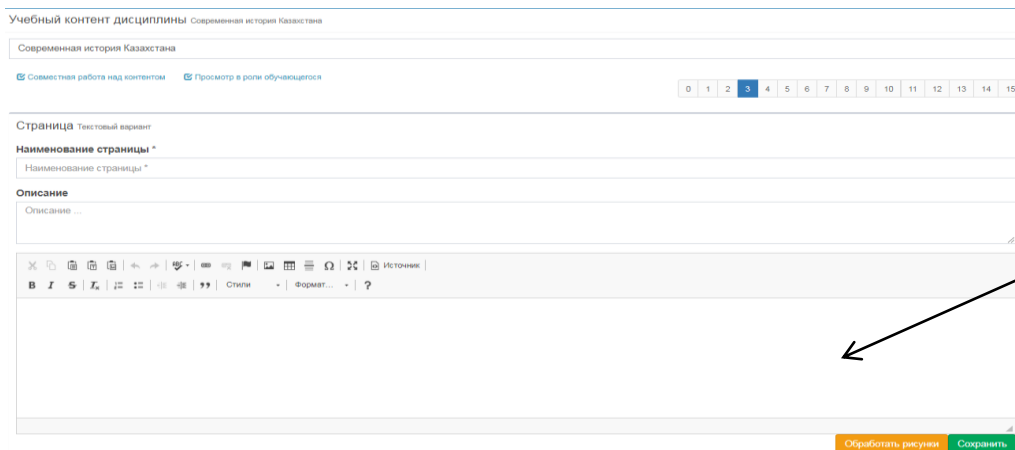 Учебный контент дисциплины Современная история Казахстана
Современная история Казахстана
Совместная работа над контентом Просмотр в роли обучающегося
0 1 2 3 4 5 6 7 8 9 10 11 12 13 14 15
Страница Текстовый вариант
Наименование страницы *
Наименование страницы *
Описание
Описание ...
ABC Ω Источник
B I S Tx Стили Формат... ?
Обработать рисунки Сохранить